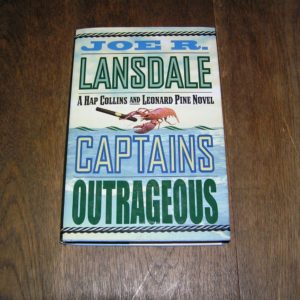 JOE R.
LANSDALE
A HAP COLLINS AND LEONARD PINE NOVEL
CAPTAINS
OUTRAGEOUS